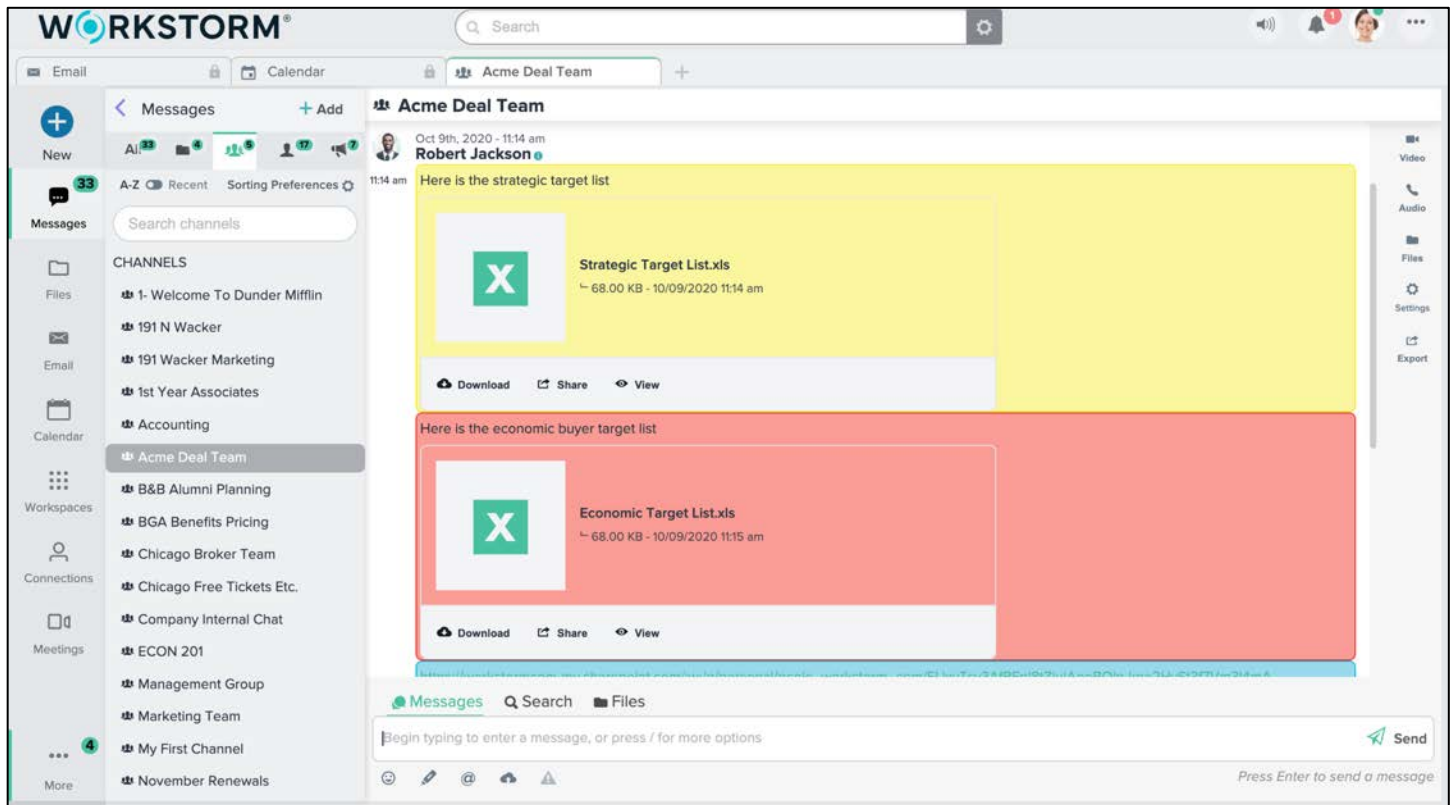 WORKSTORM®
Search
1
Email
Calendar
Acme Deal Team
New
33
Messages
Files
Email
Calendar
Workspaces
Connections
Meetings
4
More
Messages
+ Add
All 33 4 5 17 7
A-Z Recent Sorting Preferences
Search channels
CHANNELS
1- Welcome To Dunder Mifflin
191 N Wacker
191 Wacker Marketing
1st Year Associates
Accounting
Acme Deal Team
B&B Alumni Planning
BGA Benefits Pricing
Chicago Broker Team
Chicago Free Tickets Etc.
Company Internal Chat
ECON 201
Management Group
Marketing Team
My First Channel
November Renewals
Acme Deal Team
Oct 9th, 2020 - 11:14 am
Robert Jackson
11:14 am Here is the strategic target list
X
Strategic Target List.xls
68.00 KB - 10/09/2020 11:14 am
Download Share View
Here is the economic buyer target list
X
Economic Target List.xls
68.00 KB - 10/09/2020 11:15 am
Download Share View
Messages Search Files
Begin typing to enter a message, or press / for more options
Send
@
Press Enter to send a message
Video
Audio
Files
Settings
Export